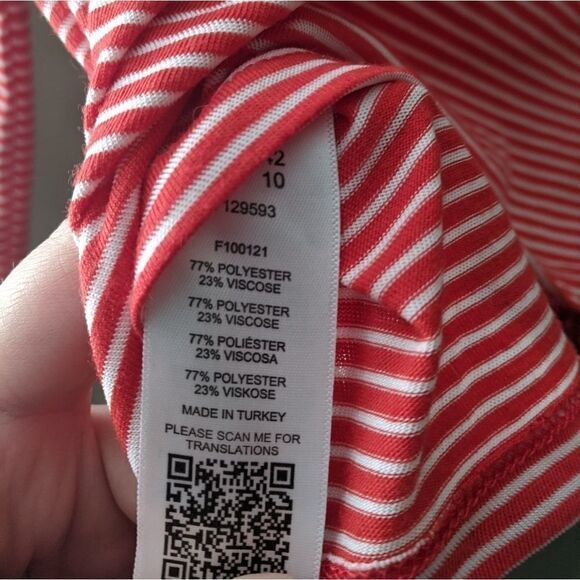 10
129593
F100121
77% POLYESTER
23% VISCOSE
77% POLYESTER
23% VISCOSE
77% POLIÉSTER
23% VISCOSA
77% POLYESTER
23% VISKOSE
MADE IN TURKEY
PLEASE SCAN ME FOR
TRANSLATIONS